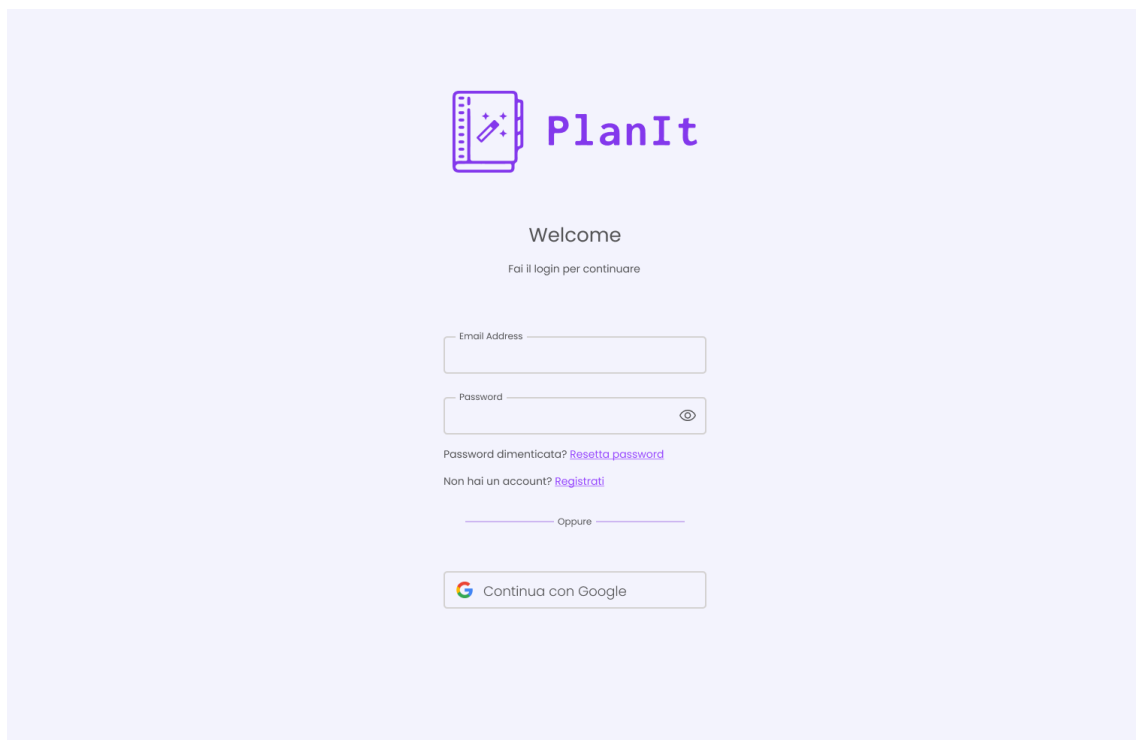 PlanIt
Welcome
Fai il login per continuare
Email Address
Password
Password dimenticata? Resetta password
Non hai un account? Registrati
Oppure
Continua con Google